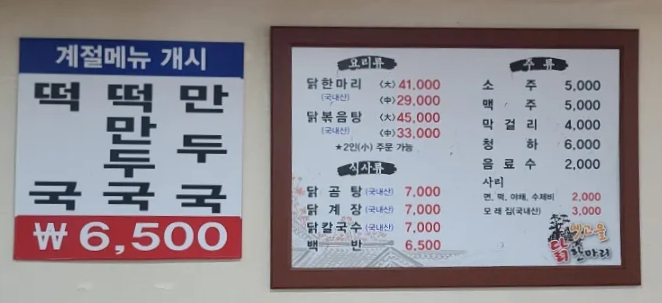 계절메뉴 개시
떡국
떡만두국
만두국
₩6,500
요리류
닭한마리 (국내산) <大> 41,000
<中> 29,000
닭볶음탕 (국내산) <大> 45,000
<中> 33,000
★2인(小) 주문 가능
식사류
닭곰탕 (국내산) 7,000
닭계장 (국내산) 7,000
닭칼국수 (국내산) 7,000
백반 6,500
주류
소주 5,000
맥주 5,000
막걸리 4,000
청하 6,000
음료수 2,000
사리
면, 떡, 야채, 수제비 2,000
모래집(국내산) 3,000
닭한마리